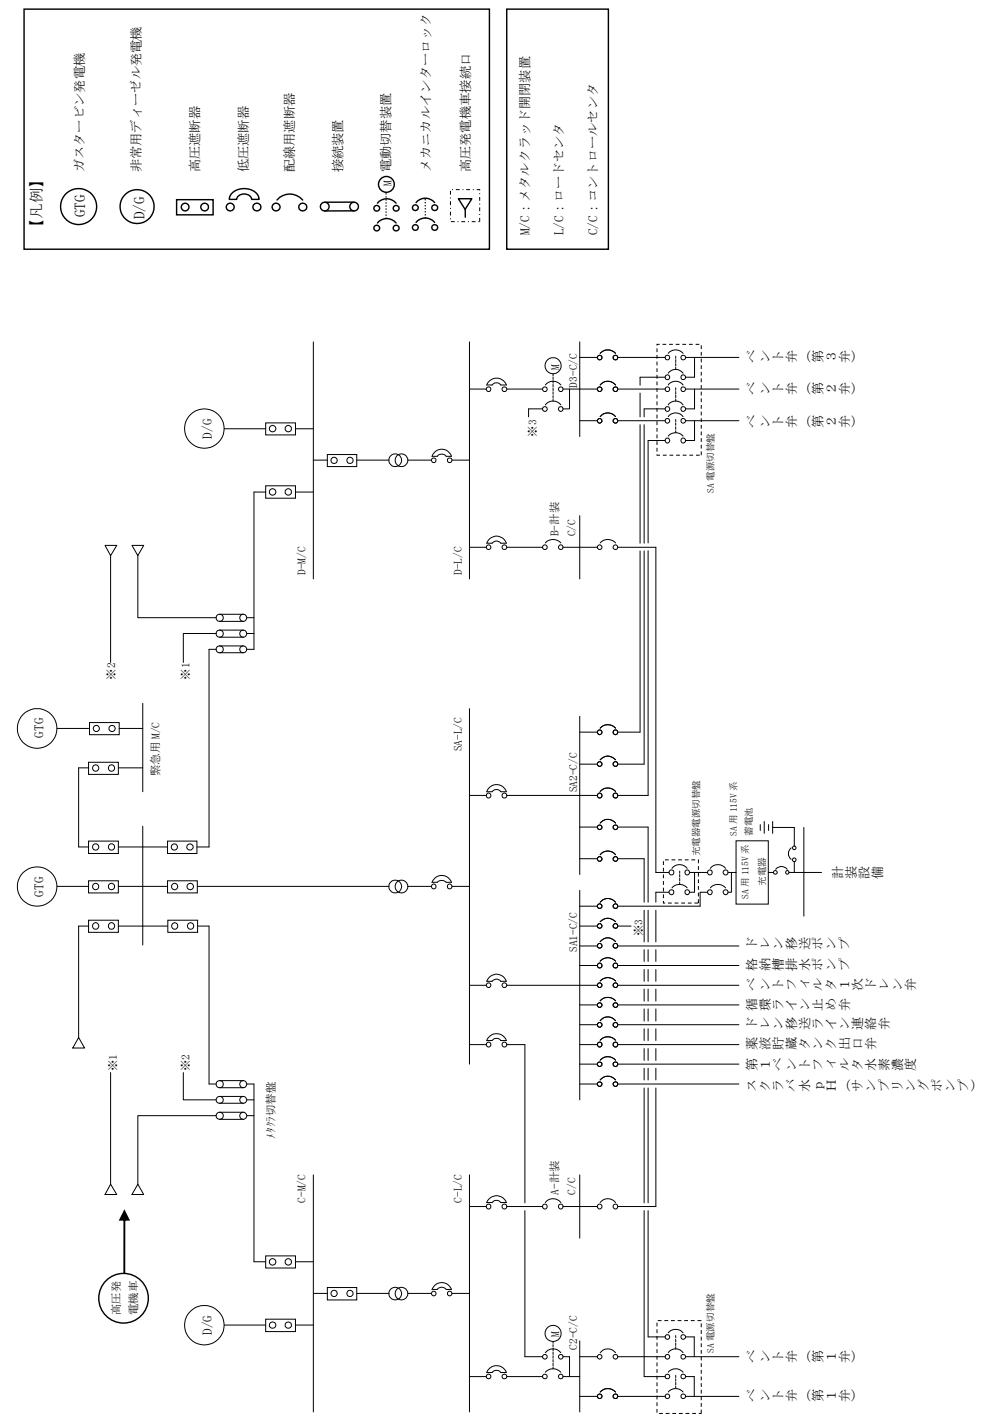 【凡例】
GTG
ガスタービン発電機
D/G
非常用ディーゼル発電機
高圧遮断器
低圧遮断器
配線用遮断器
接続装置
M
電動切替装置
メカニカルインターロック
高圧発電機車接続口
M/C：メタルクラッド開閉装置
L/C：ロードセンタ
C/C：コントロールセンタ
高圧発
電機車
※1
※2
GTG
GTG
緊急用M/C
※2
※1
メタクラ切替盤
D/G
D/G
C-M/C
D-M/C
C-L/C
SA-L/C
D-L/C
M
C2-C/C
A-計装
C/C
SA1-C/C
SA2-C/C
B-計装
C/C
※3
M
D3-C/C
※3
SA電源切替盤
SA電源切替盤
充電器電源切替盤
SA用115V系
充電器
SA用115V系
蓄電池
ベント弁（第1弁）
ベント弁（第1弁）
スクラバ水pH（サンプリングポンプ）
第1ベントフィルタ水素濃度
薬液貯蔵タンク出口弁
ドレン移送ライン連絡弁
循環ライン止め弁
ベントフィルタ1次ドレン弁
格納槽排水ポンプ
ドレン移送ポンプ
計装設備
ベント弁（第2弁）
ベント弁（第2弁）
ベント弁（第3弁）